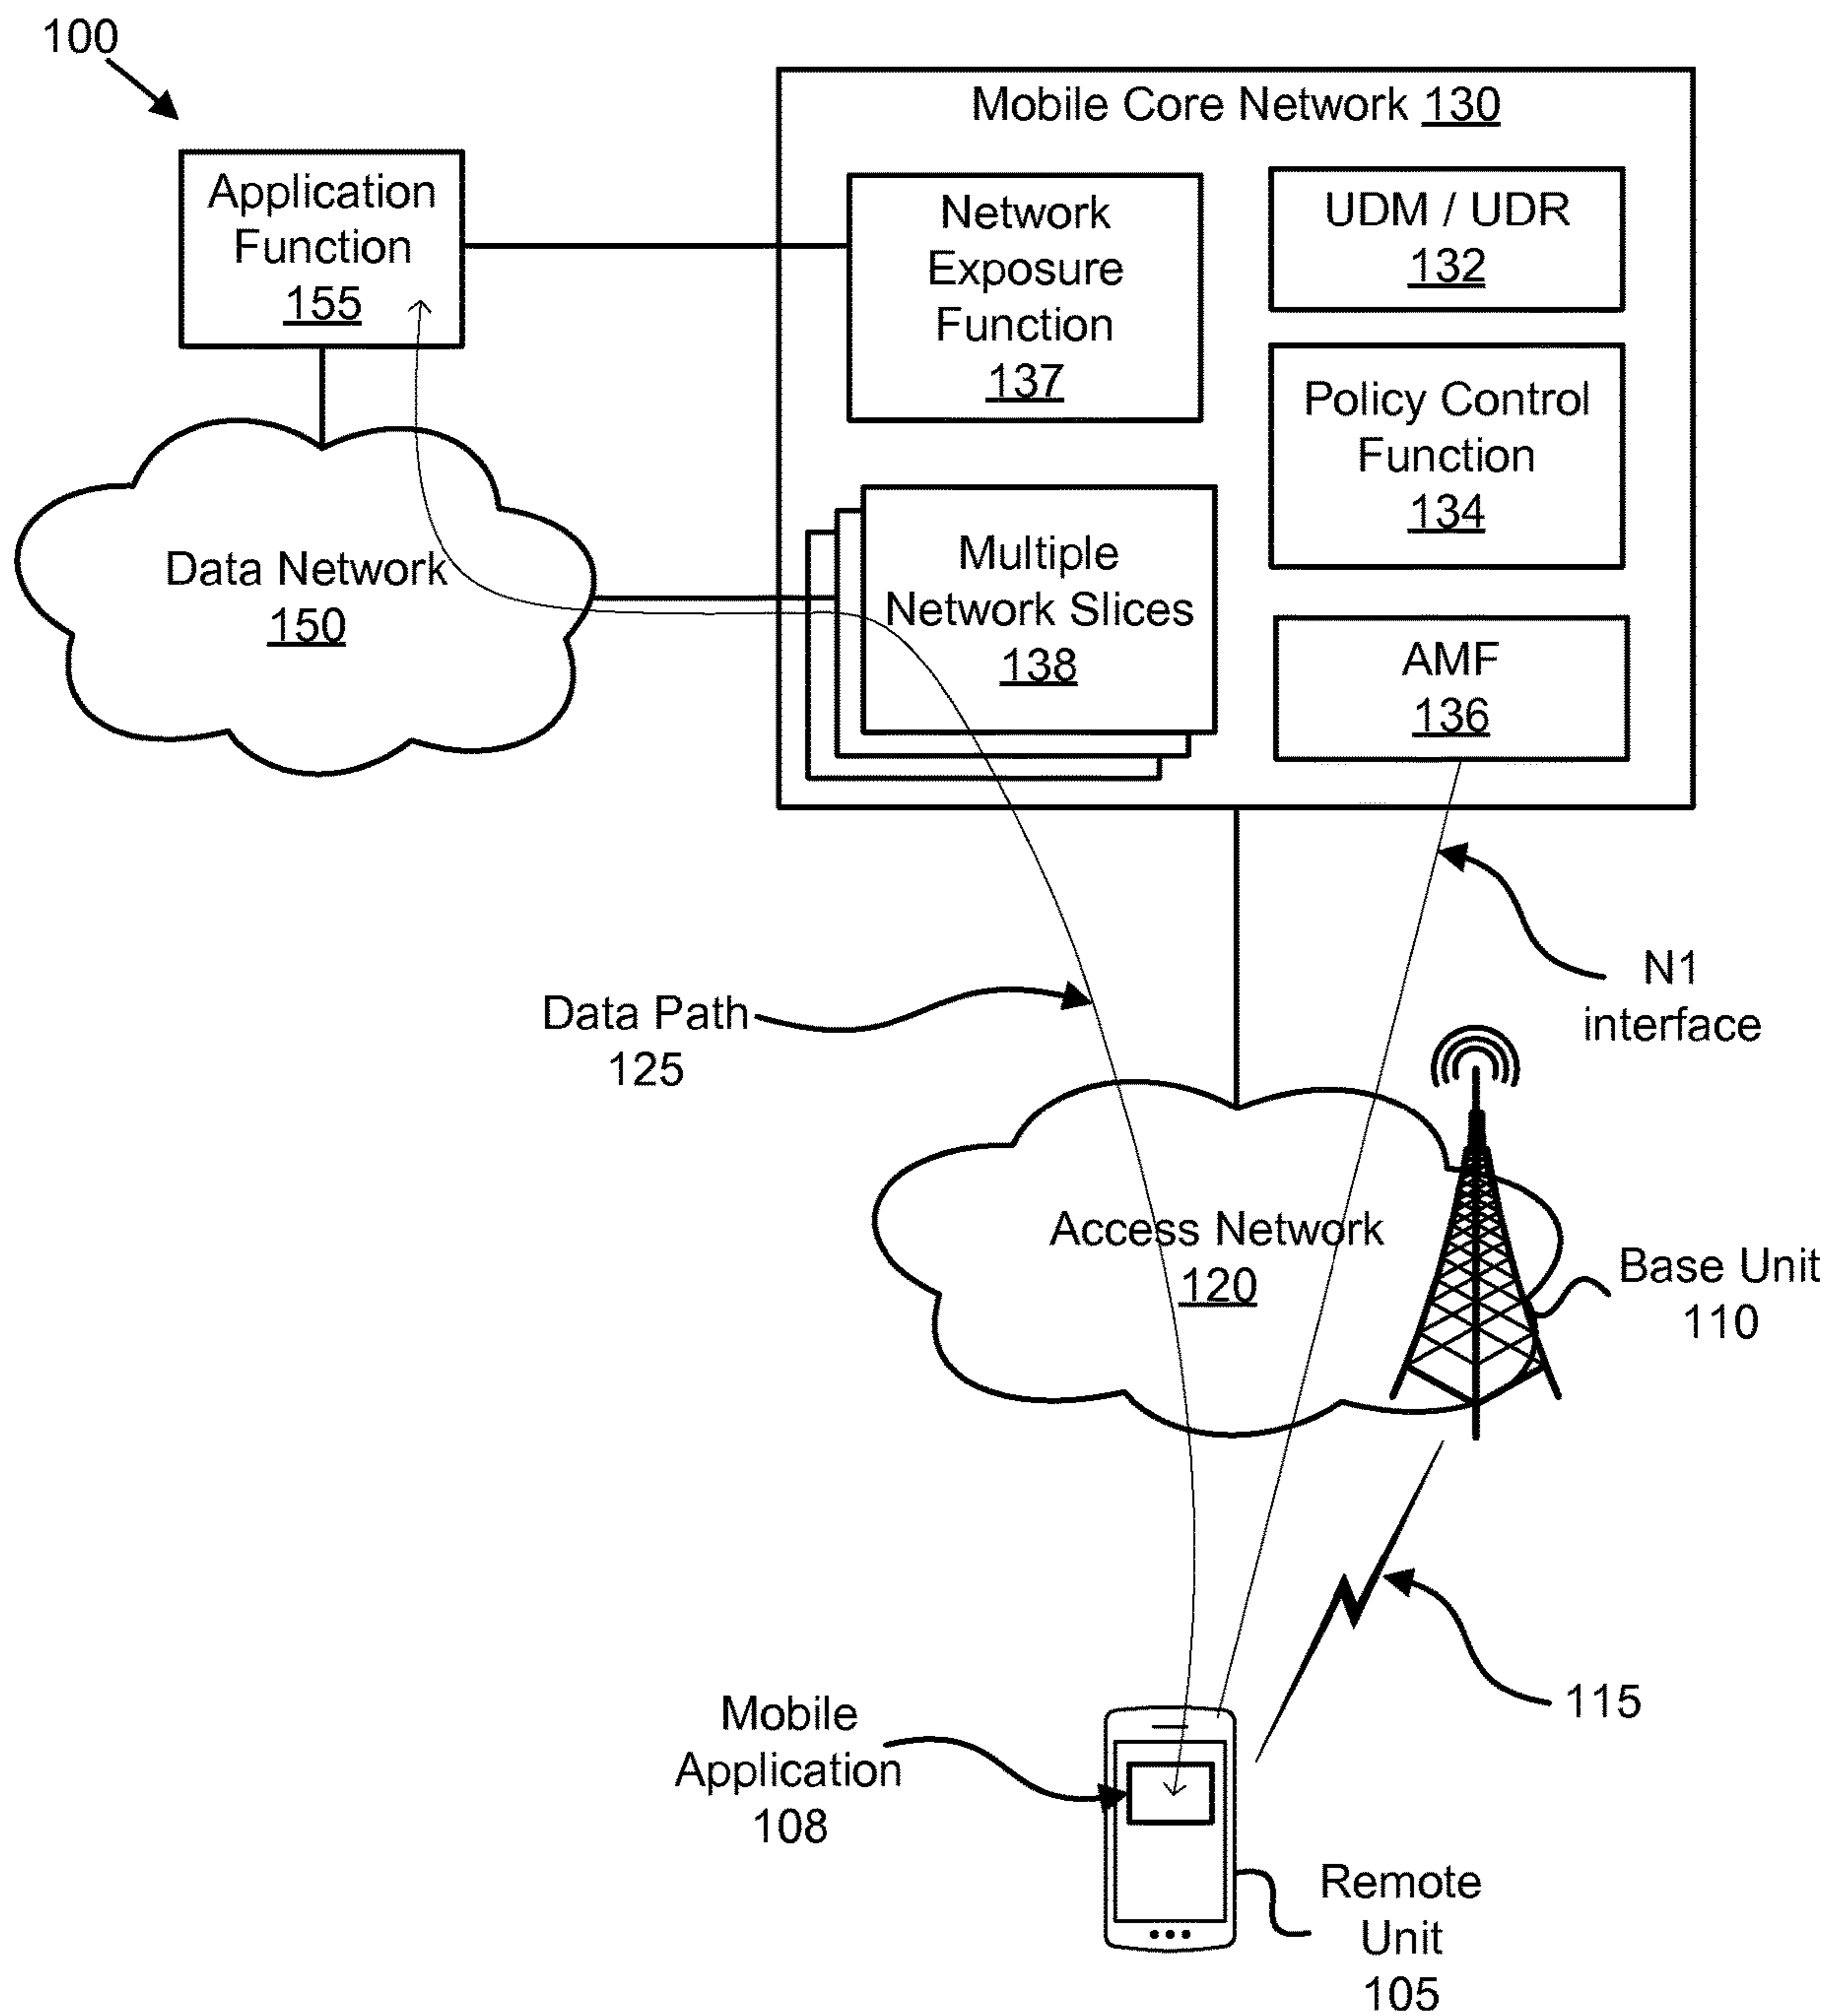 100
Mobile Core Network 130
Application
Function
155
Network
Exposure
Function
137
UDM / UDR
132
Policy Control
Function
134
Data Network
150
Multiple
Network Slices
138
AMF
136
N1
interface
Data Path
125
Access Network
120
Base Unit
110
115
Mobile
Application
108
Remote
Unit
105